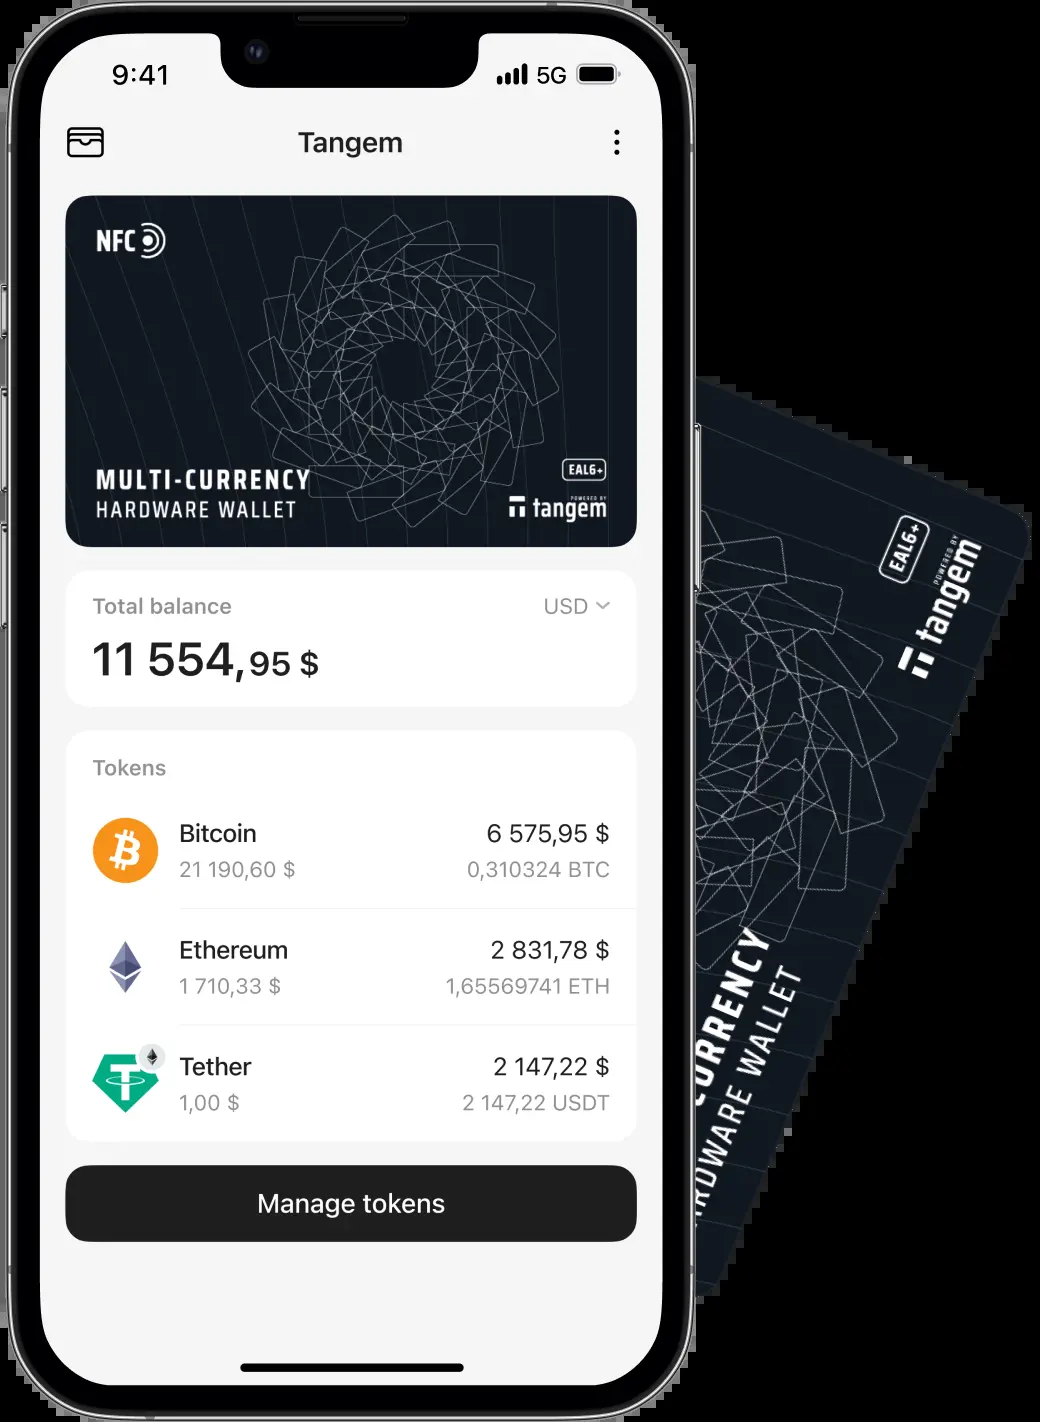 9:41
5G
Tangem
NFC
MULTI-CURRENCY
HARDWARE WALLET
EAL6+
POWERED BY
tangem
Total balance
USD
11 554,95 $
Tokens
Bitcoin
6 575,95 $
21 190,60 $
0,310324 BTC
Ethereum
2 831,78 $
1 710,33 $
1,65569741 ETH
Tether
2 147,22 $
1,00 $
2 147,22 USDT
Manage tokens
EAL6+
POWERED BY
tangem
CURRENCY
RDWARE WALLET